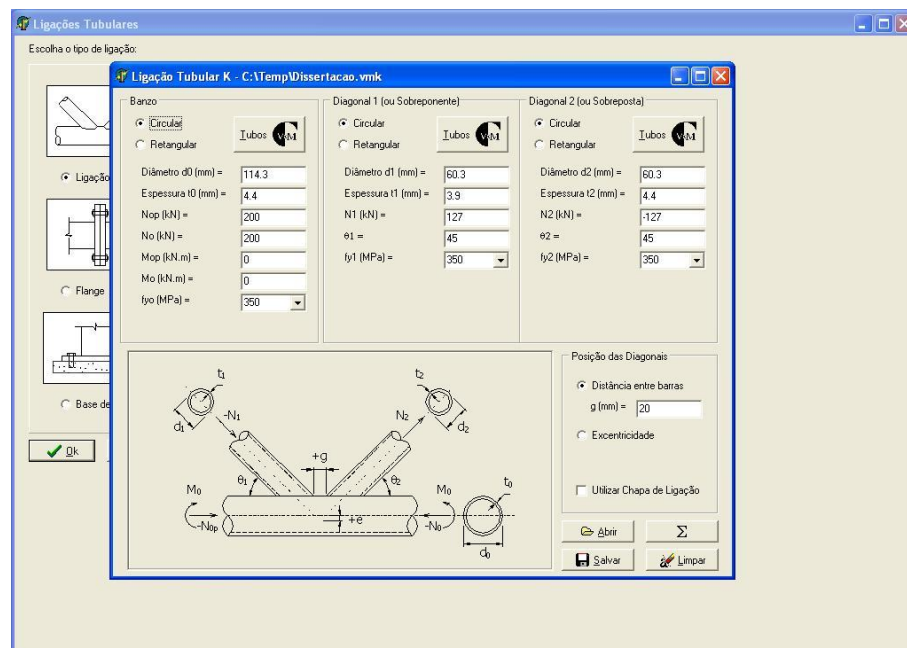 Ligações Tubulares
Escolha o tipo de ligação:
Ligação
Flange
Base de
Ok
Ligação Tubular K - C:\Temp\Dissertacao.vmk
Banzo
Circular
Retangular
Tubos V&M
Diâmetro d0 (mm) = 114.3
Espessura t0 (mm) = 4.4
Nop (kN) = 200
No (kN) = 200
Mop (kN.m) = 0
Mo (kN.m) = 0
fyo (MPa) = 350
Diagonal 1 (ou Sobreponente)
Circular
Retangular
Tubos V&M
Diâmetro d1 (mm) = 60.3
Espessura t1 (mm) = 3.9
N1 (kN) = 127
θ1 = 45
fy1 (MPa) = 350
Diagonal 2 (ou Sobreposta)
Circular
Retangular
Tubos V&M
Diâmetro d2 (mm) = 60.3
Espessura t2 (mm) = 4.4
N2 (kN) = -127
θ2 = 45
fy2 (MPa) = 350
t1
t2
d1
-N1
N2
d2
+g
θ1
θ2
M0
M0
t0
-N0p
+e
-N0
d0
Posição das Diagonais
Distância entre barras
g (mm) = 20
Excentricidade
Utilizar Chapa de Ligação
Abrir
Σ
Salvar
Limpar